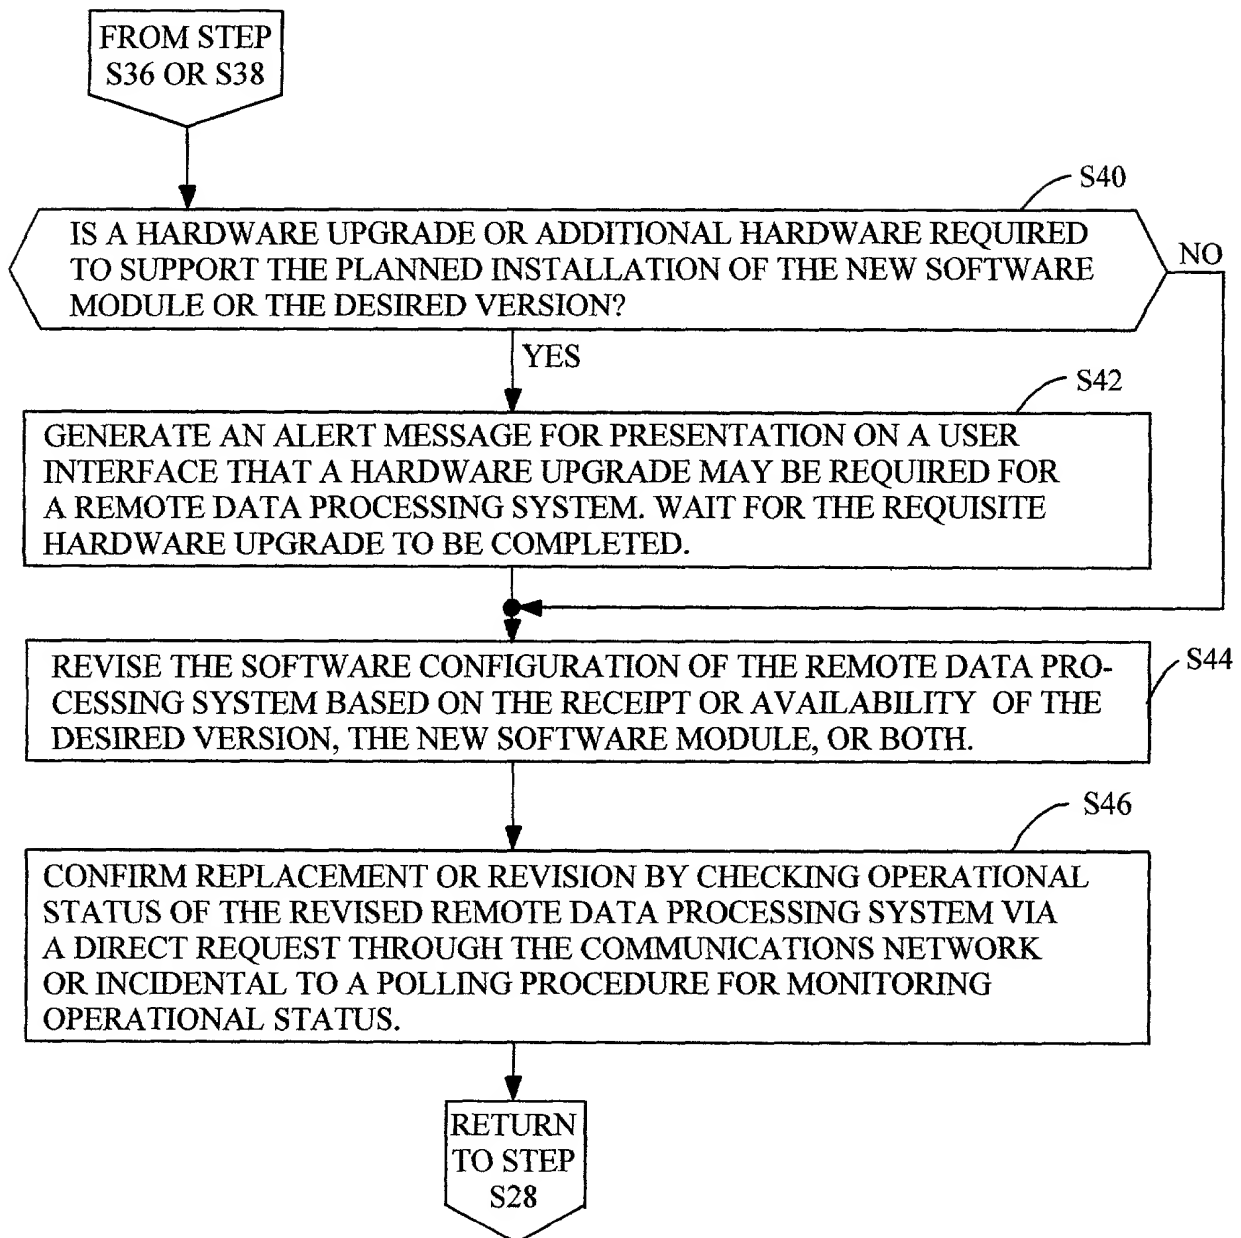 FROM STEP
S36 OR S38
S40
IS A HARDWARE UPGRADE OR ADDITIONAL HARDWARE REQUIRED
TO SUPPORT THE PLANNED INSTALLATION OF THE NEW SOFTWARE
MODULE OR THE DESIRED VERSION?
NO
YES
S42
GENERATE AN ALERT MESSAGE FOR PRESENTATION ON A USER
INTERFACE THAT A HARDWARE UPGRADE MAY BE REQUIRED FOR
A REMOTE DATA PROCESSING SYSTEM. WAIT FOR THE REQUISITE
HARDWARE UPGRADE TO BE COMPLETED.
S44
REVISE THE SOFTWARE CONFIGURATION OF THE REMOTE DATA PRO-
CESSING SYSTEM BASED ON THE RECEIPT OR AVAILABILITY OF THE
DESIRED VERSION, THE NEW SOFTWARE MODULE, OR BOTH.
S46
CONFIRM REPLACEMENT OR REVISION BY CHECKING OPERATIONAL
STATUS OF THE REVISED REMOTE DATA PROCESSING SYSTEM VIA
A DIRECT REQUEST THROUGH THE COMMUNICATIONS NETWORK
OR INCIDENTAL TO A POLLING PROCEDURE FOR MONITORING
OPERATIONAL STATUS.
RETURN
TO STEP
S28